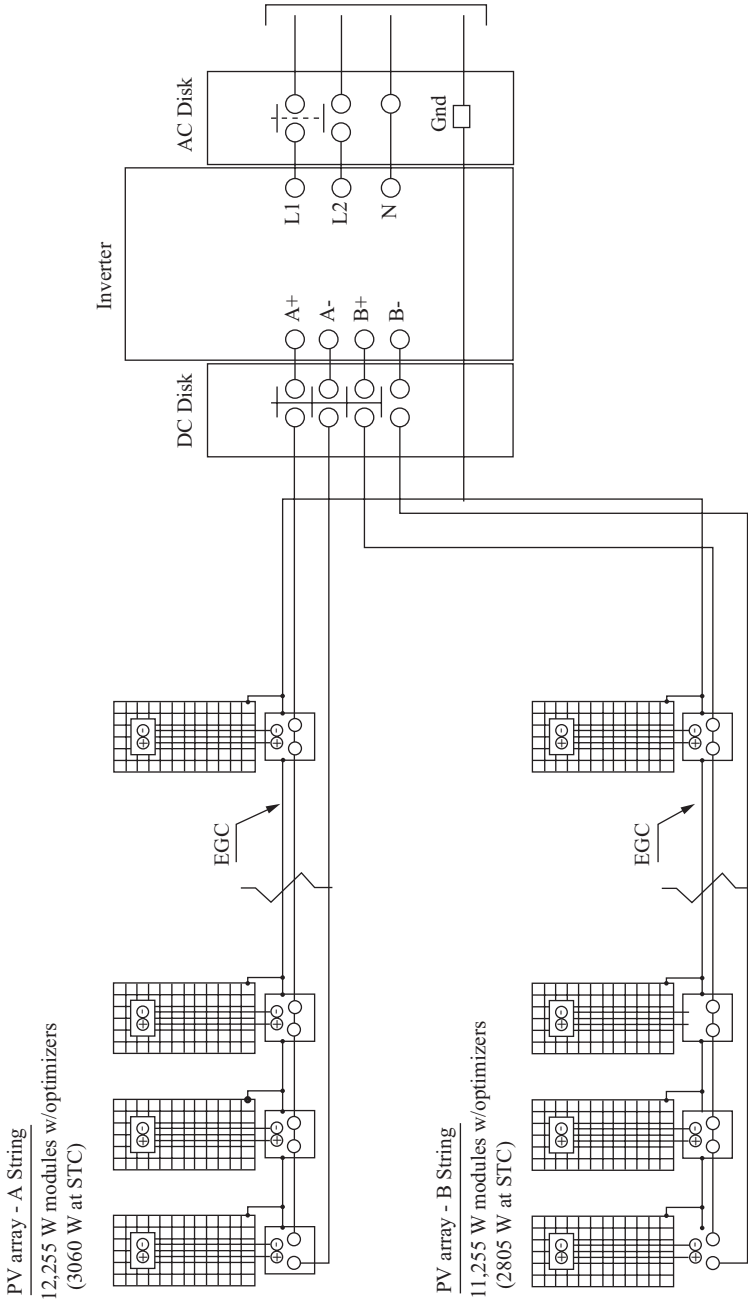 PV array - A String
12,255 W modules w/optimizers
(3060 W at STC)
EGC
PV array - B String
11,255 W modules w/optimizers
(2805 W at STC)
EGC
DC Disk
Inverter
A+
A-
B+
B-
L1
L2
N
AC Disk
Gnd